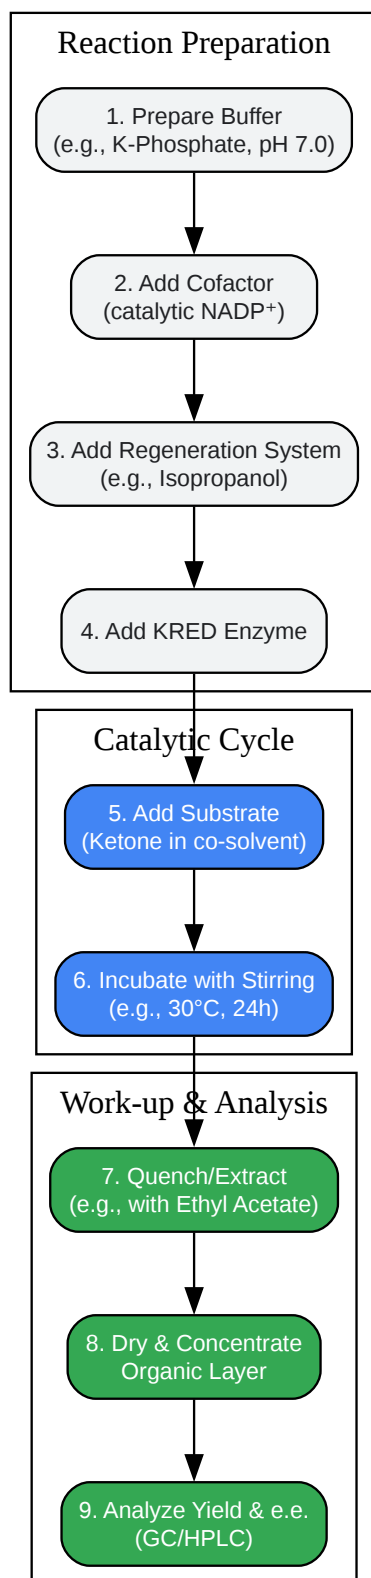 Reaction Preparation
1. Prepare Buffer
(e.g., K-Phosphate, pH 7.0)
2. Add Cofactor
(catalytic NADP⁺)
3. Add Regeneration System
(e.g., Isopropanol)
4. Add KRED Enzyme
Catalytic Cycle
5. Add Substrate
(Ketone in co-solvent)
6. Incubate with Stirring
(e.g., 30°C, 24h)
Work-up & Analysis
7. Quench/Extract
(e.g., with Ethyl Acetate)
8. Dry & Concentrate
Organic Layer
9. Analyze Yield & e.e.
(GC/HPLC)